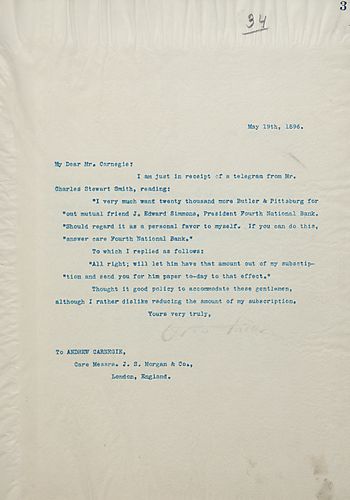 34
3
May 19th, 1896.
My Dear Mr. Carnegie:
I am just in receipt of a telegram from Mr.
Charles Stewart Smith, reading:
"I very much want twenty thousand more Butler & Pittsburg for
"out mutual friend J. Edward Simmons, President Fourth National Bank.
"Should regard it as a personal favor to myself. If you can do this,
"answer care Fourth National Bank."
To which I replied as follows:
"All right; will let him have that amount out of my subscrip-
"tion and send you for him paper to-day to that effect."
Thought it good policy to accommodate these gentlemen,
although I rather dislike reducing the amount of my subscription.
Yours very truly,
To ANDREW CARNEGIE,
Care Messrs. J. S. Morgan & Co.,
London, England.